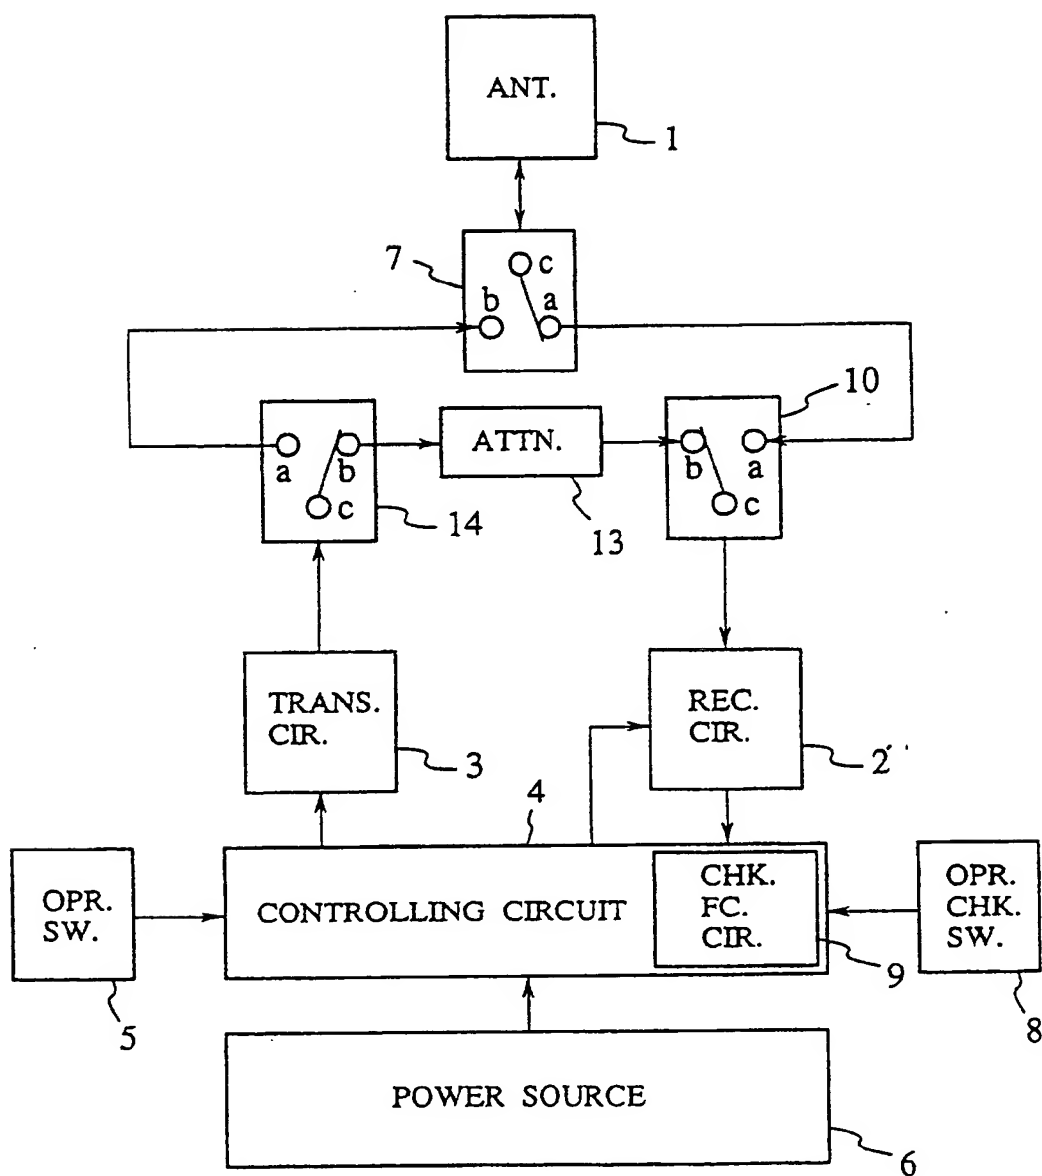 ANT.
1
7
c
b
a
10
a
b
c
14
ATTN.
13
b
a
c
TRANS.
CIR.
3
REC.
CIR.
2
4
OPR.
SW.
5
CONTROLLING CIRCUIT
CHK.
FC.
CIR.
9
OPR.
CHK.
SW.
8
POWER SOURCE
6